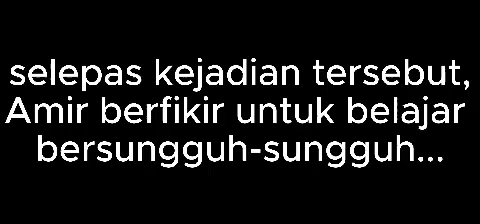 selepas kejadian tersebut,
Amir berfikir untuk belajar
bersungguh-sungguh...